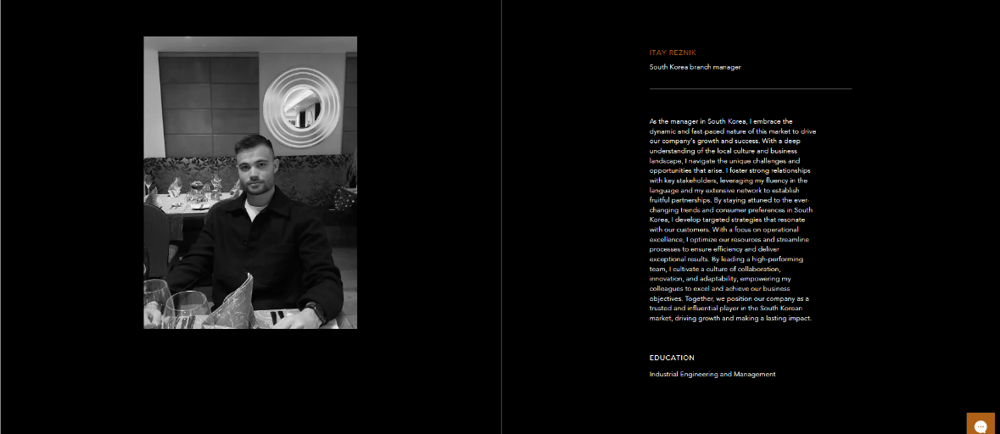 ITAY REZNIK
South Korea branch manager
As the manager in South Korea, I embrace the
dynamic and fast-paced nature of this market to drive
our company's growth and success. With a deep
understanding of the local culture and business
landscape, I navigate the unique challenges and
opportunities that arise. I foster strong relationships
with key stakeholders, leveraging my fluency in the
language and my extensive network to establish
fruitful partnerships. By staying attuned to the ever-
changing trends and consumer preferences in South
Korea, I develop targeted strategies that resonate
with our customers. With a focus on operational
excellence, I optimize our resources and streamline
processes to ensure efficiency and deliver
exceptional results. By leading a high-performing
team, I cultivate a culture of collaboration,
innovation, and adaptability, empowering my
colleagues to excel and achieve our business
objectives. Together, we position our company as a
trusted and influential player in the South Korean
market, driving growth and making a lasting impact.
EDUCATION
Industrial Engineering and Management